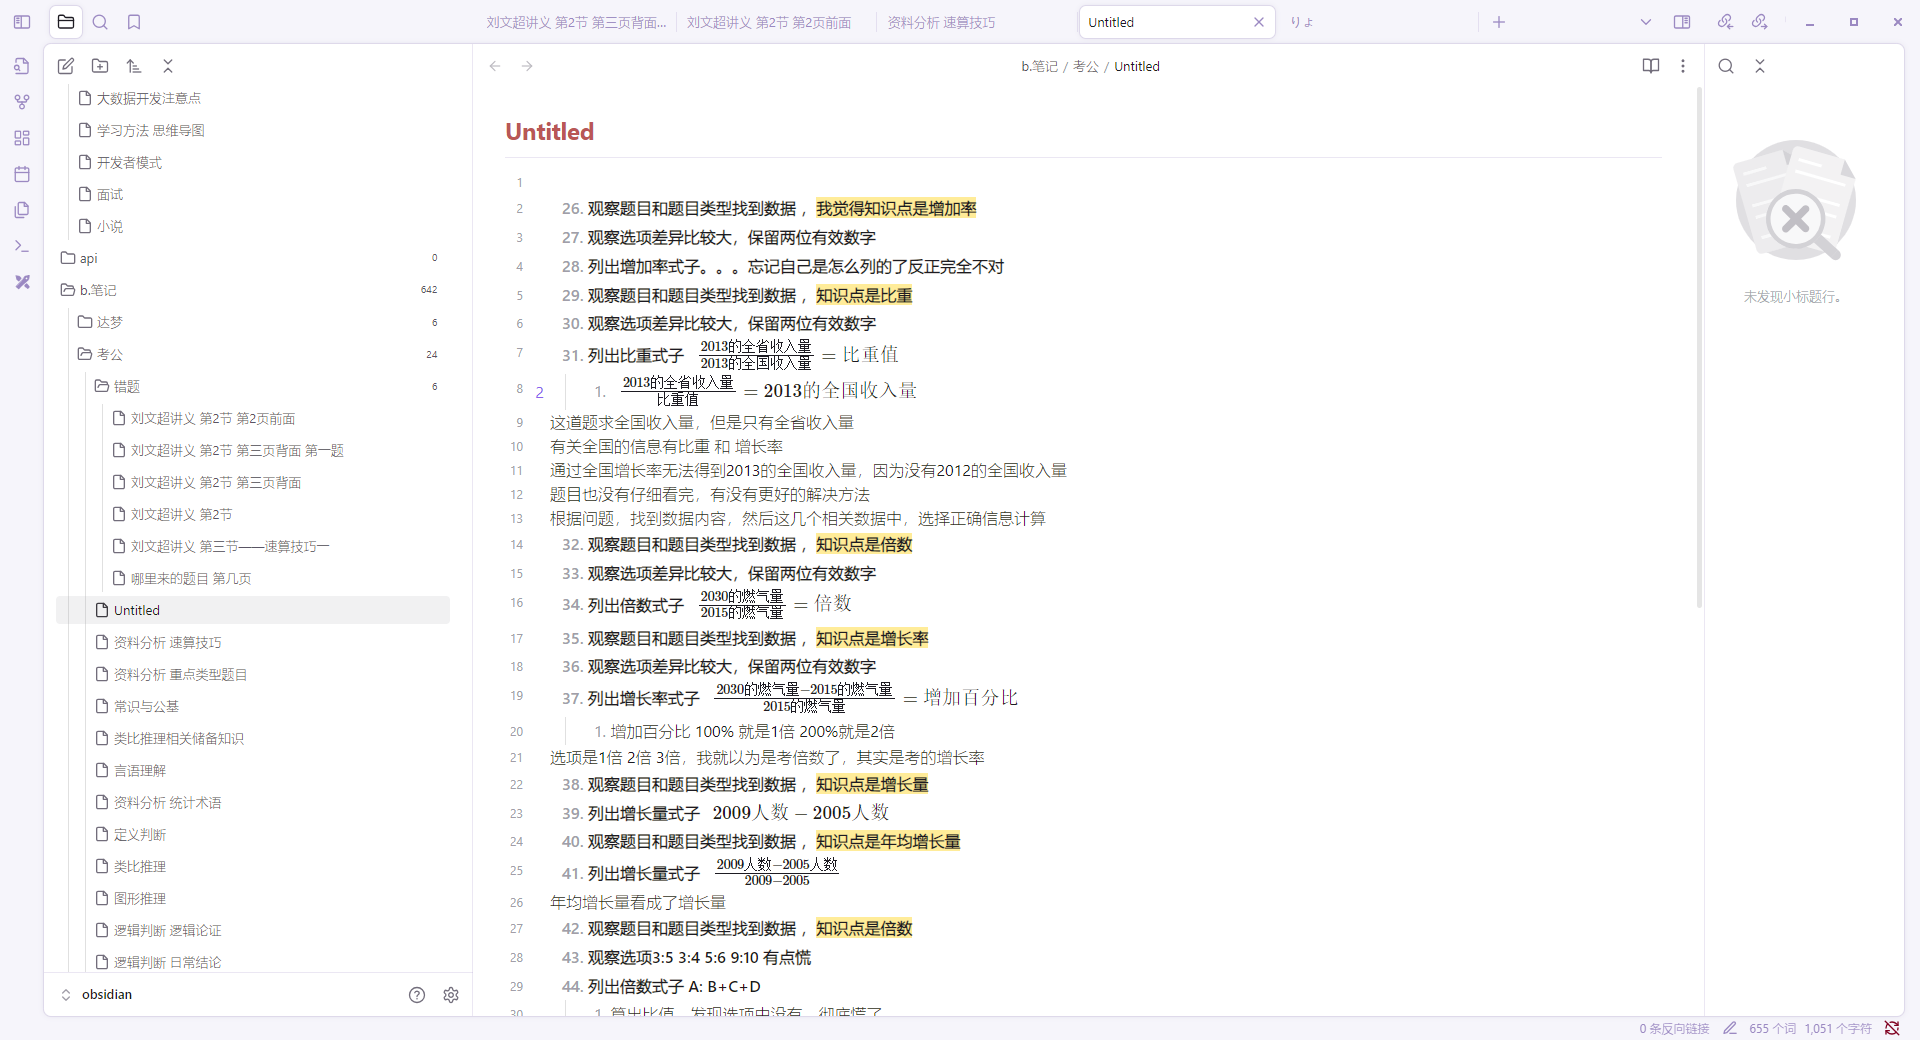 刘文超讲义 第2节 第三页背面...
刘文超讲义 第2节 第2页前面
资料分析 速算技巧
Untitled
りょ
b.笔记 / 考公 / Untitled
大数据开发注意点
学习方法 思维导图
开发者模式
面试
小说
api 0
b.笔记 642
达梦 6
考公 24
错题 6
刘文超讲义 第2节 第2页前面
刘文超讲义 第2节 第三页背面 第一题
刘文超讲义 第2节 第三页背面
刘文超讲义 第2节
刘文超讲义 第三节——速算技巧一
哪里来的题目 第几页
Untitled
资料分析 速算技巧
资料分析 重点类型题目
常识与公基
类比推理相关储备知识
言语理解
资料分析 统计术语
定义判断
类比推理
图形推理
逻辑判断 逻辑论证
逻辑判断 日常结论
obsidian
Untitled
1
2 26. 观察题目和题目类型找到数据 ，我觉得知识点是增加率
3 27. 观察选项差异比较大，保留两位有效数字
4 28. 列出增加率式子。。。忘记自己是怎么列的了反正完全不对
5 29. 观察题目和题目类型找到数据 ，知识点是比重
6 30. 观察选项差异比较大，保留两位有效数字
7 31. 列出比重式子 2013的全省收入量/2013的全国收入量 = 比重值
8 2 1. 2013的全省收入量/比重值 = 2013的全国收入量
9 这道题求全国收入量，但是只有全省收入量
10 有关全国的信息有比重 和 增长率
11 通过全国增长率无法得到2013的全国收入量，因为没有2012的全国收入量
12 题目也没有仔细看完，有没有更好的解决方法
13 根据问题，找到数据内容，然后这几个相关数据中，选择正确信息计算
14 32. 观察题目和题目类型找到数据 ，知识点是倍数
15 33. 观察选项差异比较大，保留两位有效数字
16 34. 列出倍数式子 2030的燃气量/2015的燃气量 = 倍数
17 35. 观察题目和题目类型找到数据 ，知识点是增长率
18 36. 观察选项差异比较大，保留两位有效数字
19 37. 列出增长率式子 2030的燃气量−2015的燃气量/2015的燃气量 = 增加百分比
20 1. 增加百分比 100% 就是1倍 200%就是2倍
21 选项是1倍 2倍 3倍，我就以为是考倍数了，其实是考的增长率
22 38. 观察题目和题目类型找到数据 ，知识点是增长量
23 39. 列出增长量式子 2009人数 − 2005人数
24 40. 观察题目和题目类型找到数据 ，知识点是年均增长量
25 41. 列出增长量式子 2009人数−2005人数/2009−2005
26 年均增长量看成了增长量
27 42. 观察题目和题目类型找到数据 ，知识点是倍数
28 43. 观察选项3:5 3:4 5:6 9:10 有点慌
29 44. 列出倍数式子 A: B+C+D
30 1. 算出比值，发现选项中没有，彻底慌了
未发现小标题行。
0 条反向链接 655 个词 1,051 个字符